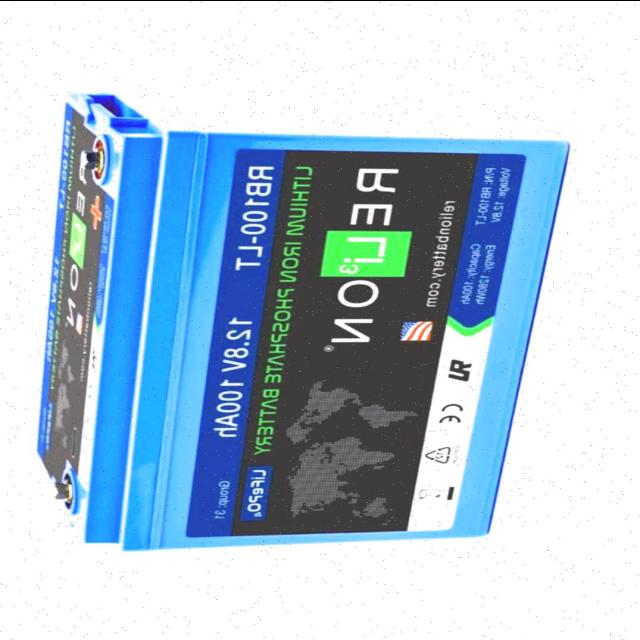 Voltage: 12.8V Energy: 1280Wh
P/N: RB100-LT Capacity: 100Ah
relionbattery.com
RELi3ON®
LITHIUM IRON PHOSPHATE BATTERY
LiFePO₄
RB100-LT 12.8V 100Ah
Group: 31
RELiON
RB100-LT